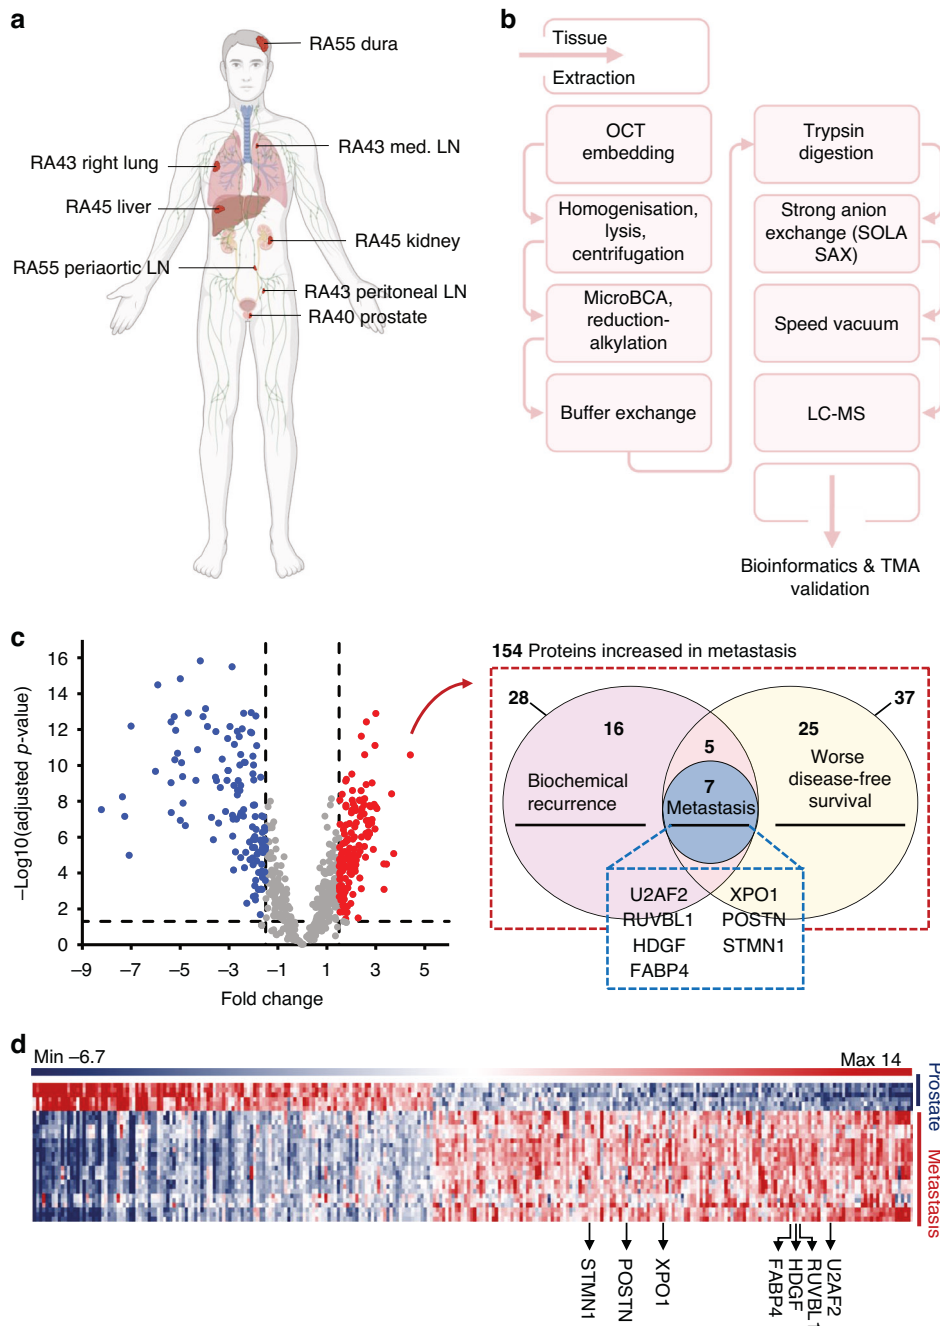 a
RA55 dura
RA43 med. LN
RA43 right lung
RA45 liver
RA45 kidney
RA55 periaortic LN
RA43 peritoneal LN
RA40 prostate
b
Tissue
Extraction
OCT
embedding
Homogenisation,
lysis,
centrifugation
MicroBCA,
reduction-
alkylation
Buffer exchange
Trypsin
digestion
Strong anion
exchange (SOLA
SAX)
Speed vacuum
LC-MS
Bioinformatics & TMA
validation
c
–Log10(adjusted p-value)
16
14
12
10
8
6
4
2
0
–9 –7 –5 –3 –1 1 3 5
Fold change
154 Proteins increased in metastasis
28
37
16
5
25
Biochemical
recurrence
7
Metastasis
Worse
disease-free
survival
U2AF2 XPO1
RUVBL1 POSTN
HDGF STMN1
FABP4
d
Min –6.7
Max 14
Prostate
Metastasis
STMN1
POSTN
XPO1
FABP4
HDGF
RUVBL1
U2AF2